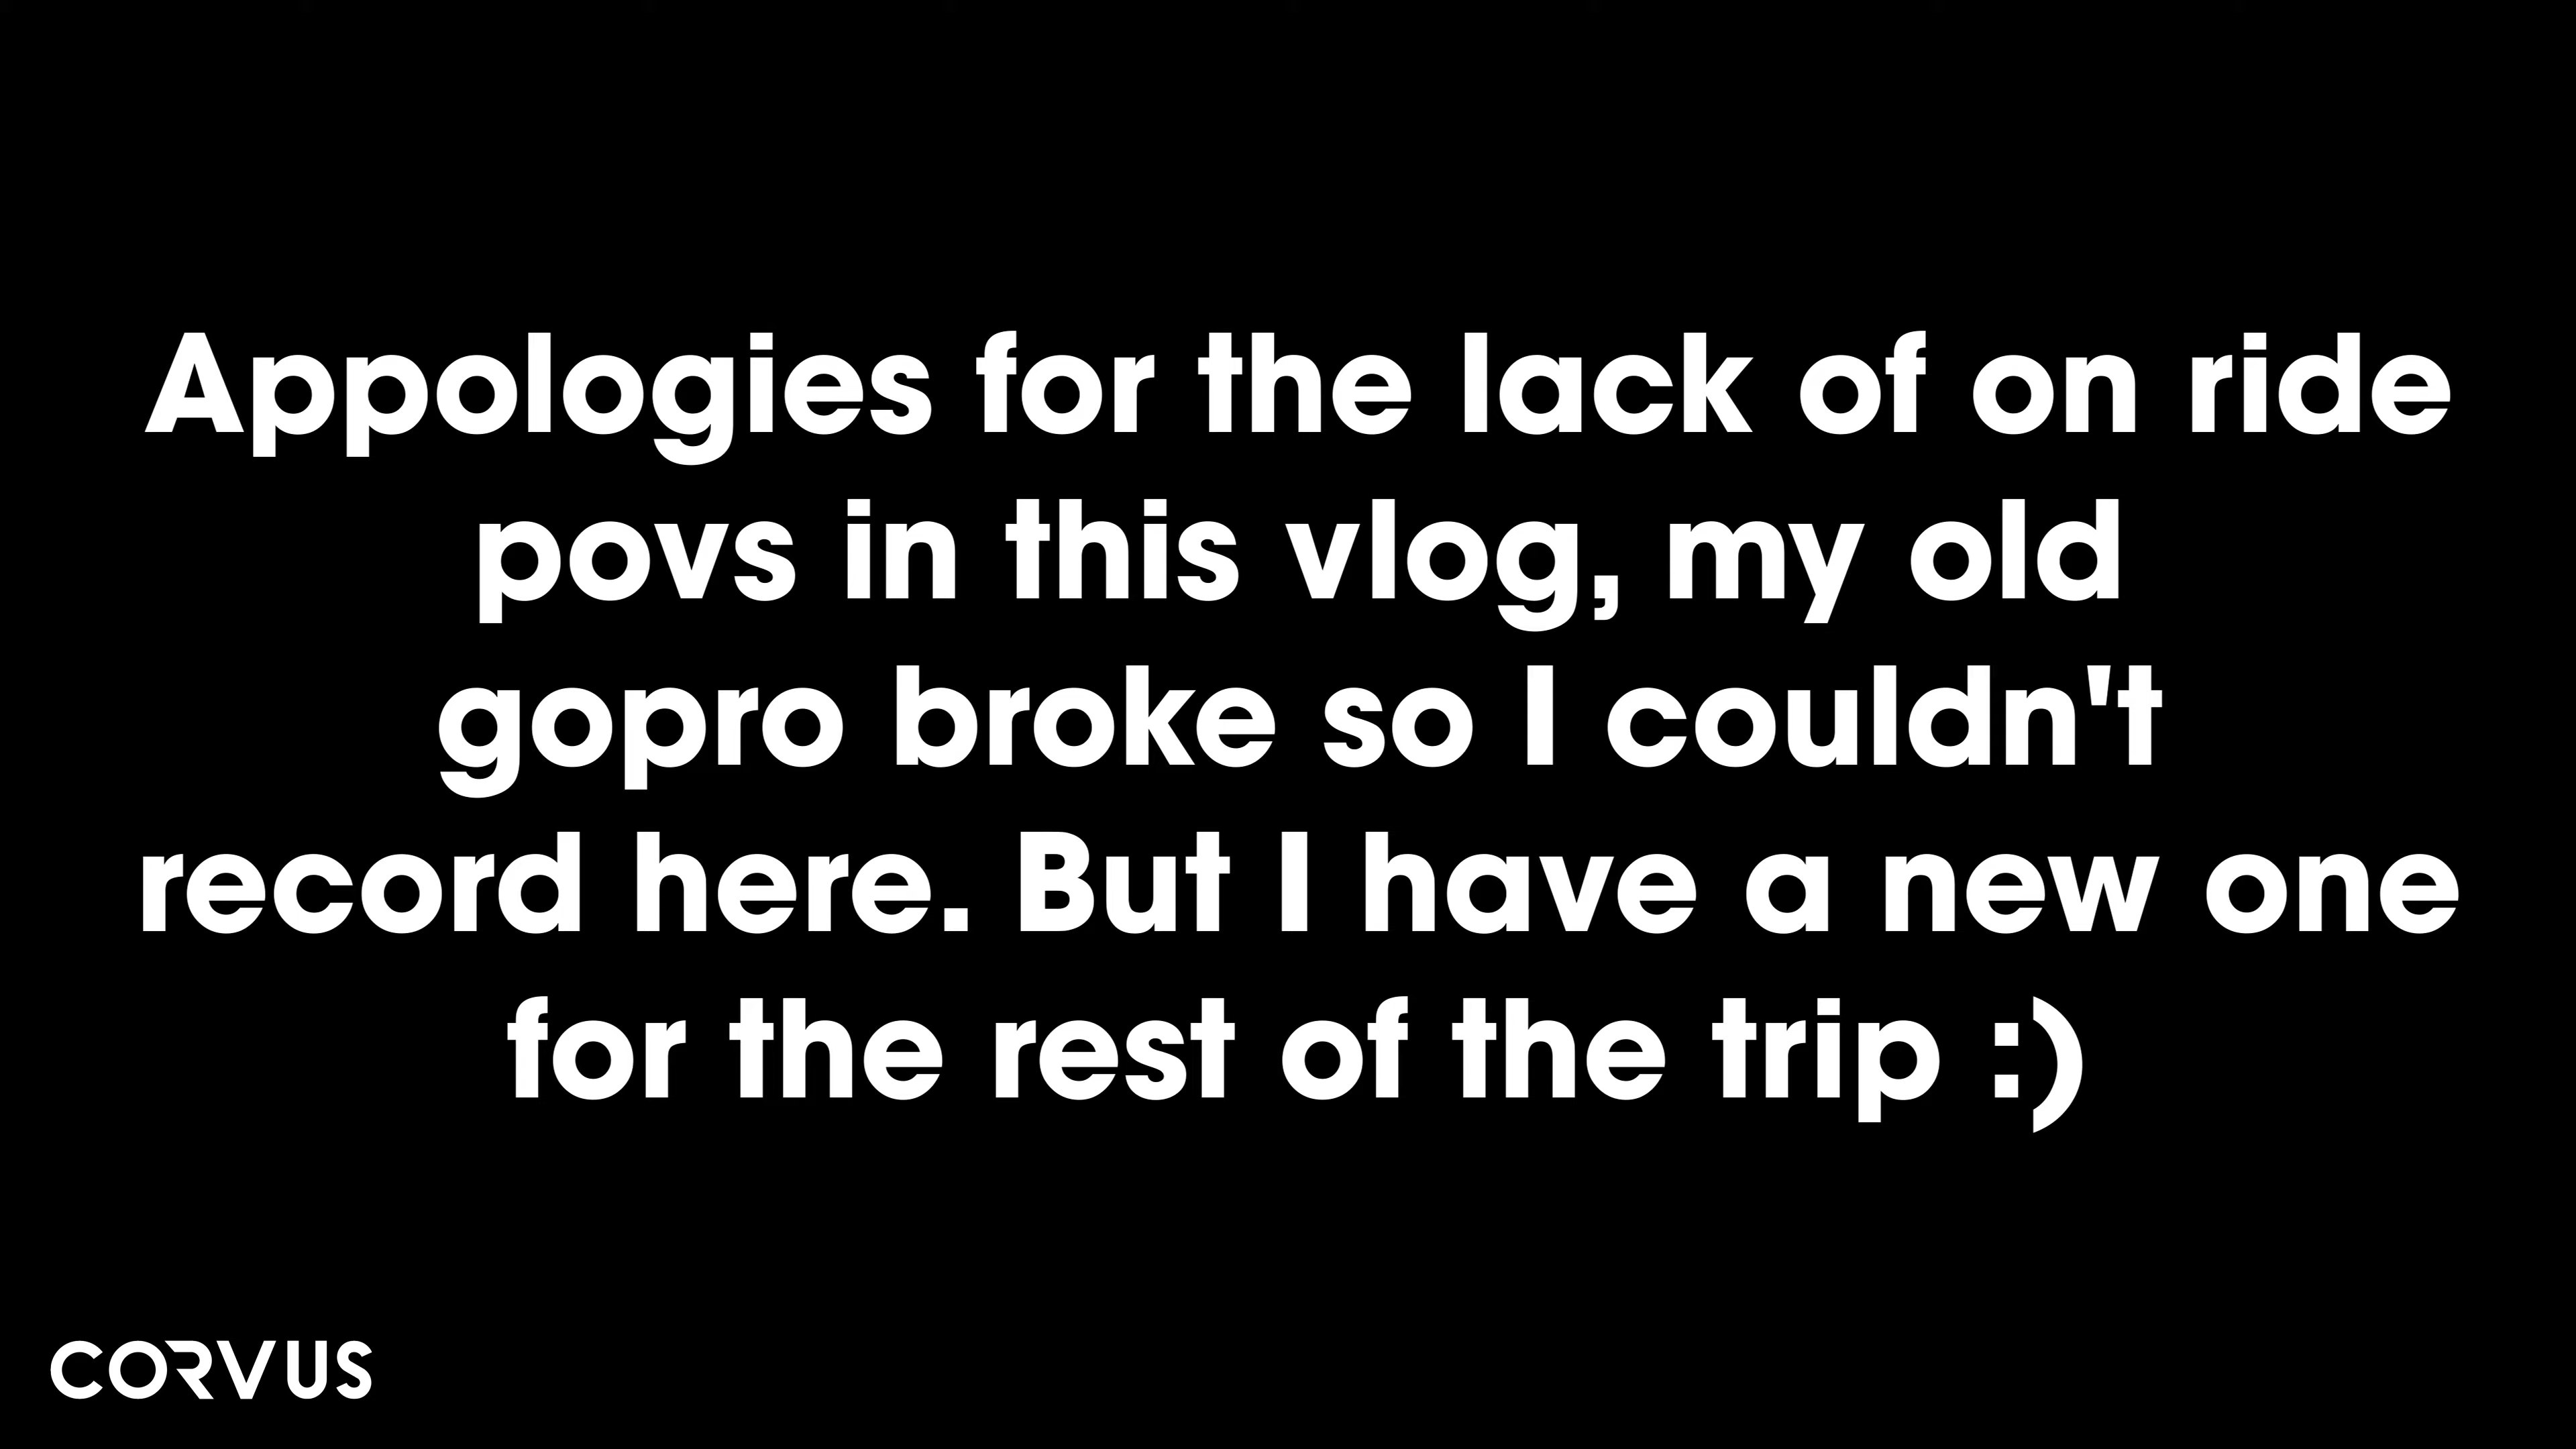 Appologies for the lack of on ride
povs in this vlog, my old
gopro broke so I couldn't
record here. But I have a new one
for the rest of the trip :)
CORVUS